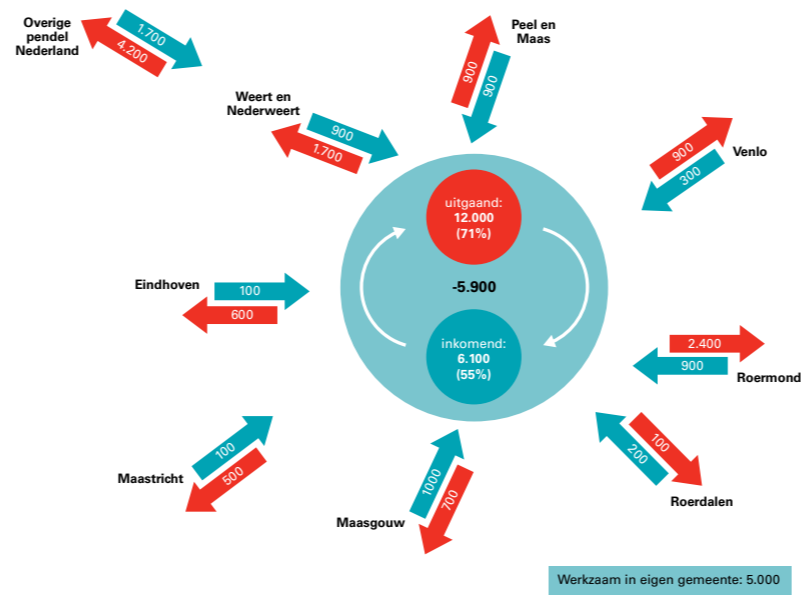 Overige
pendel
Nederland
1.700
4.200
Peel en
Maas
900
900
Weert en
Nederweert
900
1.700
Venlo
900
300
uitgaand:
12.000
(71%)
-5.900
inkomend:
6.100
(55%)
Eindhoven
100
600
2.400
900
Roermond
Maastricht
100
500
Maasgouw
1000
700
100
200
Roerdalen
Werkzaam in eigen gemeente: 5.000